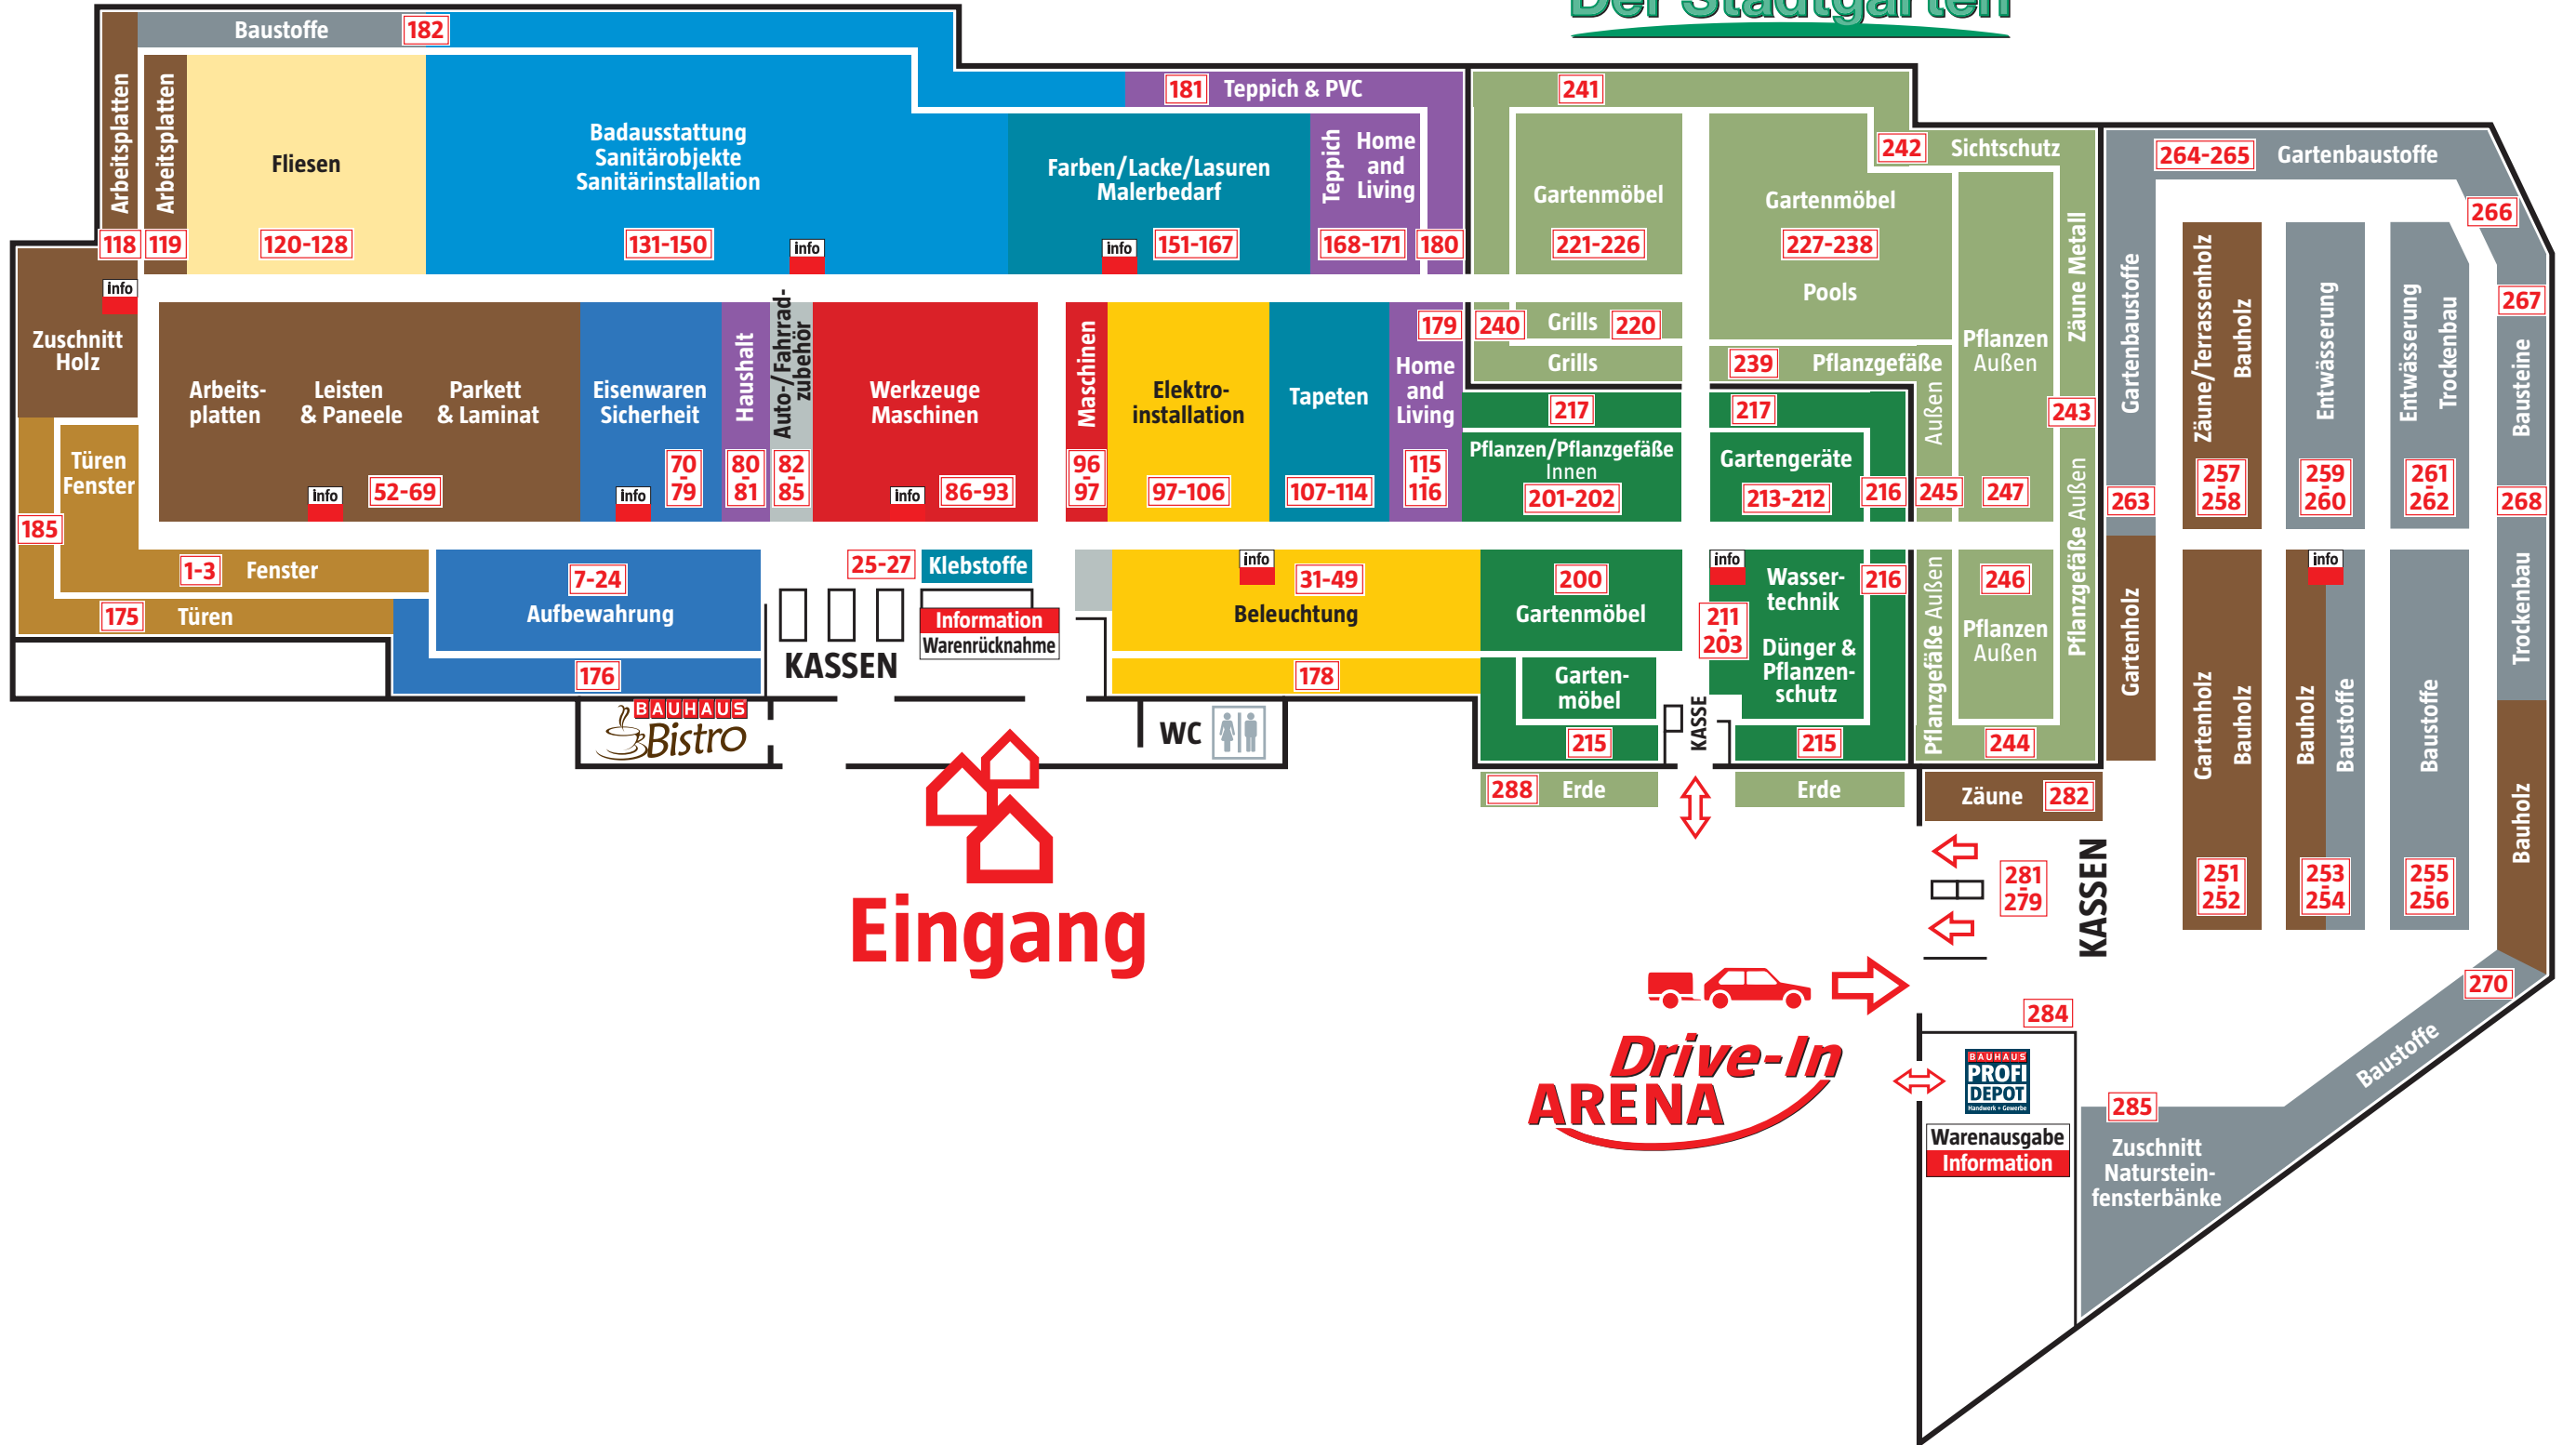 Der Stadtgarten
Baustoffe
182
Arbeitsplatten
118
Arbeitsplatten
119
Fliesen
120-128
Badausstattung
Sanitärobjekte
Sanitärinstallation
131-150
info
181
Teppich & PVC
Farben/Lacke/Lasuren
Malerbedarf
info
151-167
Teppich
Home
and
Living
168-171
180
241
Gartenmöbel
221-226
Gartenmöbel
227-238
Pools
242
Sichtschutz
Zäune Metall
264-265
Gartenbaustoffe
266
267
info
Zuschnitt
Holz
Arbeits-
platten
Leisten
& Paneele
Parkett
& Laminat
info
52-69
Eisenwaren
Sicherheit
info
70
-
79
Haushalt
80
-
81
Auto-/Fahrrad-
zubehör
82
-
85
Werkzeuge
Maschinen
info
86-93
Maschinen
96
-
97
Elektro-
installation
97-106
Tapeten
107-114
179
Home
and
Living
115
-
116
240
Grills
220
Grills
239
Pflanzgefäße
Außen
217
217
Pflanzen/Pflanzgefäße
Innen
201-202
Gartengeräte
213-212
216
245
Pflanzen
Außen
247
243
Pflanzgefäße Außen
Gartenbaustoffe
263
Zäune/Terrassenholz
Bauholz
257
-
258
Entwässerung
259
-
260
Entwässerung
Trockenbau
261
-
262
Bausteine
268
Türen
Fenster
185
1-3
Fenster
175
Türen
7-24
Aufbewahrung
176
25-27
Klebstoffe
Information
Warenrücknahme
KASSEN
info
31-49
Beleuchtung
178
200
Gartenmöbel
Garten-
möbel
215
info
211
-
203
Wasser-
technik
Dünger &
Pflanzen-
schutz
216
215
KASSE
Pflanzgefäße Außen
246
Pflanzen
Außen
244
Gartenholz
Gartenholz
Bauholz
251
-
252
info
Bauholz
Baustoffe
253
-
254
Baustoffe
255
-
256
Trockenbau
Bauholz
BAUHAUS
Bistro
WC
288
Erde
Erde
Zäune
282
281
-
279
KASSEN
Eingang
Drive-In
ARENA
284
BAUHAUS
PROFI
DEPOT
Handwerk + Gewerbe
Warenausgabe
Information
270
Baustoffe
285
Zuschnitt
Naturstein-
fensterbänke